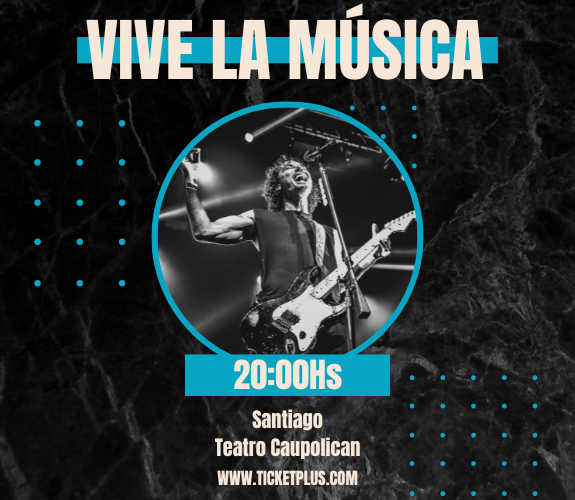 VIVE LA MÚSICA
20:00Hs
Santiago
Teatro Caupolican
WWW.TICKETPLUS.COM